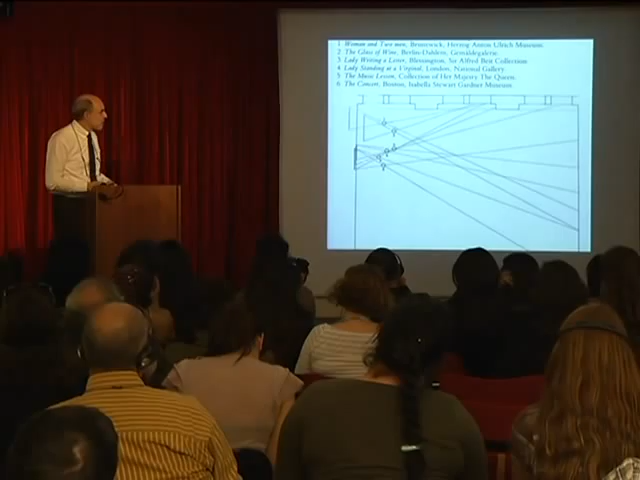 1 Woman and Two men, Brunswick, Herzog Anton Ulrich Museum.
2 The Glass of Wine, Berlin-Dahlem, Gemäldegalerie.
3 Lady Writing a Letter, Blessington, Sir Alfred Beit Collection
4 Lady Standing at a Virginal, London, National Gallery.
5 The Music Lesson, Collection of Her Majesty The Queen.
6 The Concert, Boston, Isabella Stewart Gardner Museum